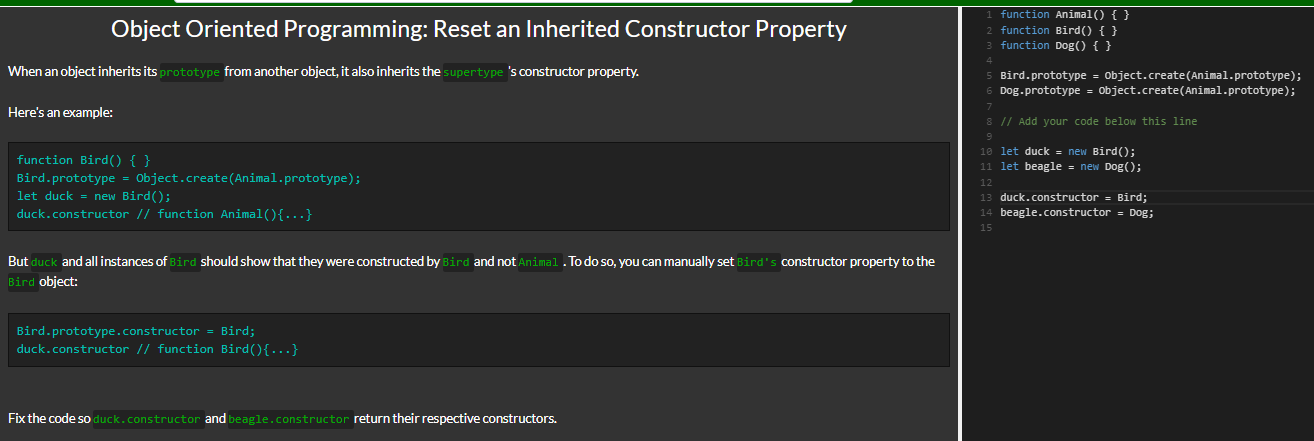 Object Oriented Programming: Reset an Inherited Constructor Property
When an object inherits its prototype from another object, it also inherits the supertype 's constructor property.
Here's an example:
function Bird() { }
Bird.prototype = Object.create(Animal.prototype);
let duck = new Bird();
duck.constructor // function Animal(){...}
But duck and all instances of Bird should show that they were constructed by Bird and not Animal . To do so, you can manually set Bird's constructor property to the
Bird object:
Bird.prototype.constructor = Bird;
duck.constructor // function Bird(){...}
Fix the code so duck.constructor and beagle.constructor return their respective constructors.
1 function Animal() { }
2 function Bird() { }
3 function Dog() { }
4
5 Bird.prototype = Object.create(Animal.prototype);
6 Dog.prototype = Object.create(Animal.prototype);
7
8 // Add your code below this line
9
10 let duck = new Bird();
11 let beagle = new Dog();
12
13 duck.constructor = Bird;
14 beagle.constructor = Dog;
15